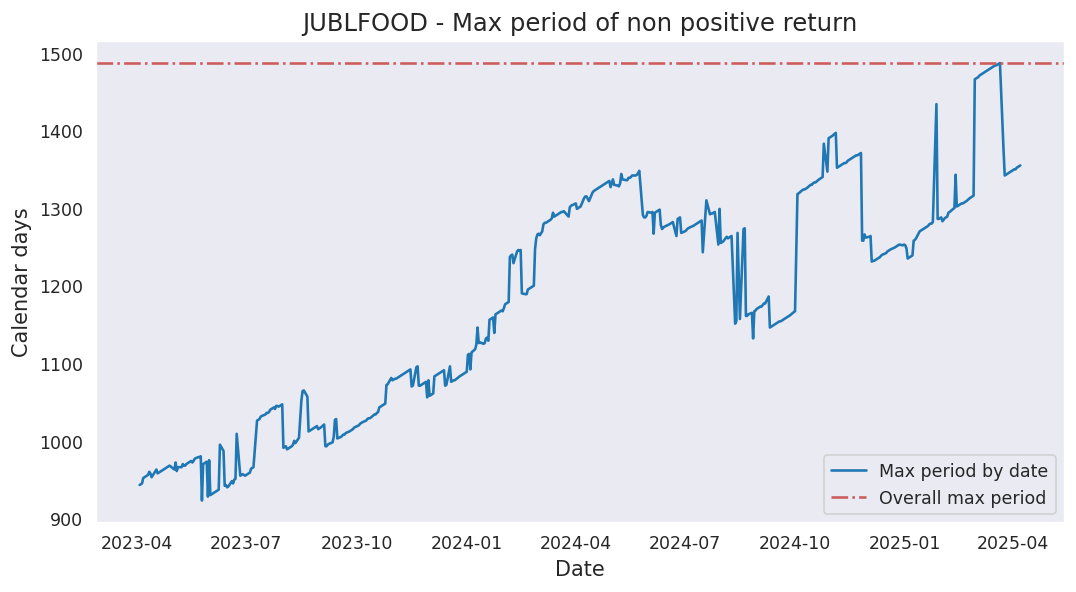 JUBLFOOD - Max period of non positive return
Calendar days
1500
1400
1300
1200
1100
1000
900
Max period by date
Overall max period
2023-04 2023-07 2023-10 2024-01 2024-04 2024-07 2024-10 2025-01 2025-04
Date